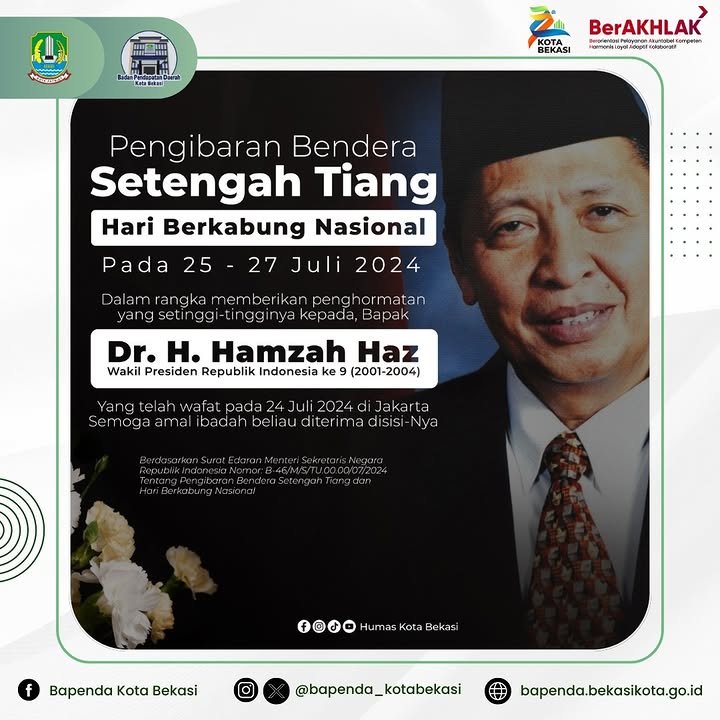 Badan Pendapatan Daerah
Kota Bekasi
KOTA
BEKASI
BerAKHLAK
Berorientasi Pelayanan Akuntabel Kompeten
Harmonis Loyal Adaptif Kolaboratif
Pengibaran Bendera
Setengah Tiang
Hari Berkabung Nasional
Pada 25 - 27 Juli 2024
Dalam rangka memberikan penghormatan
yang setinggi-tingginya kepada, Bapak
Dr. H. Hamzah Haz
Wakil Presiden Republik Indonesia ke 9 (2001-2004)
Yang telah wafat pada 24 Juli 2024 di Jakarta
Semoga amal ibadah beliau diterima disisi-Nya
Berdasarkan Surat Edaran Menteri Sekretaris Negara
Republik Indonesia Nomor: B-46/M/S/TU.00.00/07/2024
Tentang Pengibaran Bendera Setengah Tiang dan
Hari Berkabung Nasional
Humas Kota Bekasi
Bapenda Kota Bekasi
@bapenda_kotabekasi
bapenda.bekasikota.go.id